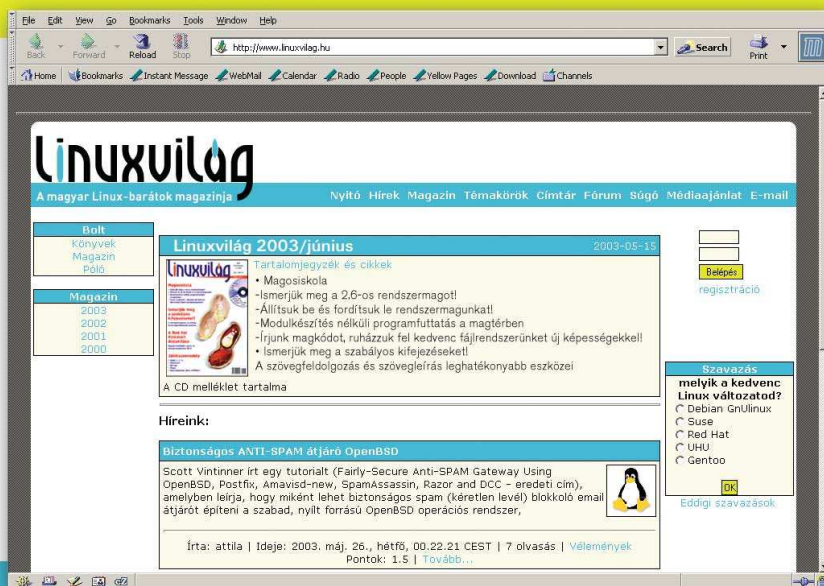 File Edit View Go Bookmarks Tools Window Help
Back Forward Reload Stop http://www.linuxvilag.hu Search Print
Home Bookmarks Instant Message WebMail Calendar Radio People Yellow Pages Download Channels
Linuxvilág
A magyar Linux-barátok magazinja
Nyitó Hírek Magazin Témakörök Címtár Fórum Súgó Médiaajánlat E-mail
Bolt
Könyvek
Magazin
Póló
Magazin
2003
2002
2001
2000
Linuxvilág 2003/június 2003-05-15
Linuxvilág
Tartalomjegyzék és cikkek
• Magosiskola
-Ismerjük meg a 2,6-os rendszermagot!
-Állítsuk be és fordítsuk le rendszermagunkat!
-Modulkészítés nélküli programfuttatás a magtérben
-Írjunk magkódot, ruházzuk fel kedvenc fájlrendszerünket új képességekkel!
• Ismerjük meg a szabályos kifejezéseket!
A szövegfeldolgozás és szövegleírás leghatékonyabb eszközei
A CD melléklet tartalma
Híreink:
Biztonságos ANTI-SPAM átjáró OpenBSD
Scott Vintinner írt egy tutorialt (Fairly-Secure Anti-SPAM Gateway Using
OpenBSD, Postfix, Amavisd-new, SpamAssassin, Razor and DCC - eredeti cím),
amelyben leírja, hogy miként lehet biztonságos spam (kéretlen levél) blokkoló email
átjárót építeni a szabad, nyílt forrású OpenBSD operációs rendszer,
Írta: attila | Ideje: 2003. máj. 26., hétfő, 00.22.21 CEST | 7 olvasás | Vélemények
Pontok: 1.5 | Tovább...
Belépés
regisztráció
Szavazás
melyik a kedvenc
Linux változatod?
Debian GnUlinux
Suse
Red Hat
UHU
Gentoo
OK
Eddigi szavazások